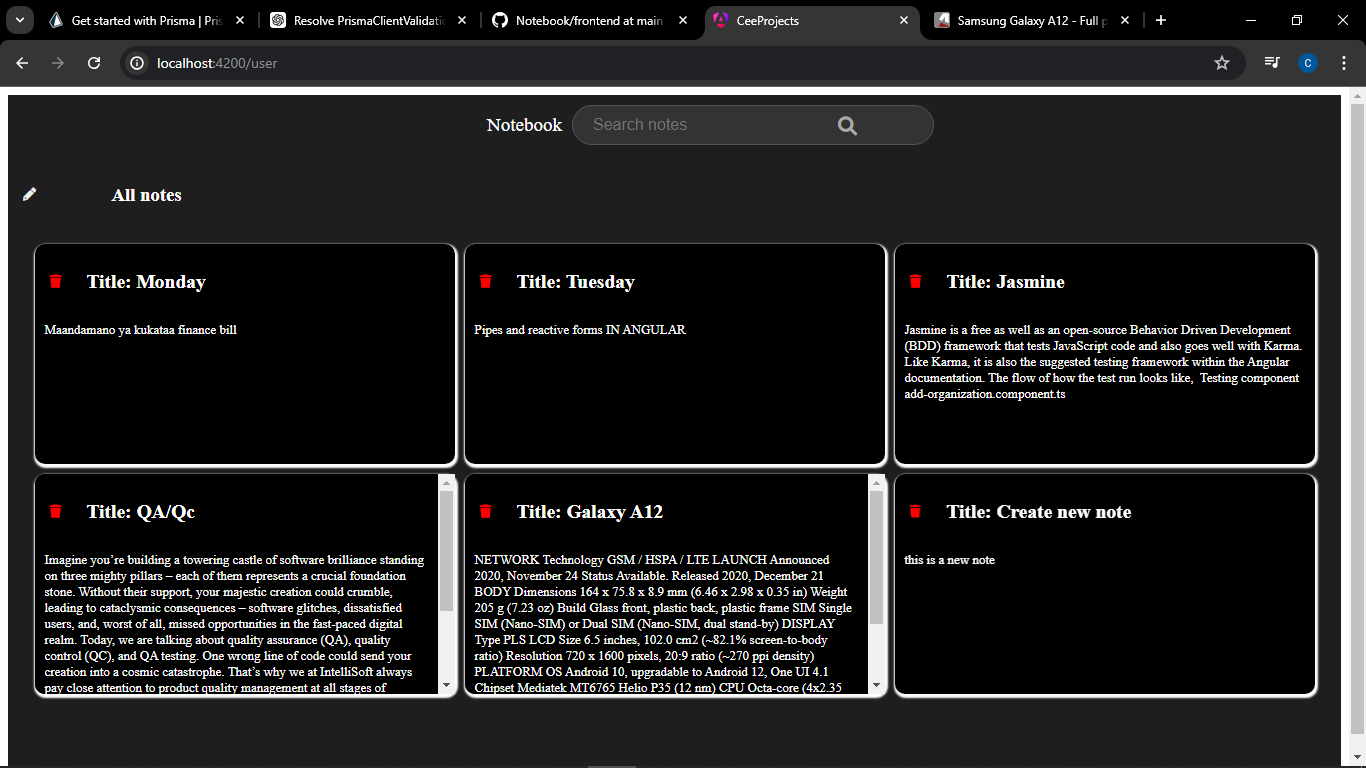 Get started with Prisma | Pris
Resolve PrismaClientValidatio
Notebook/frontend at main
CeeProjects
Samsung Galaxy A12 - Full p
localhost:4200/user
C
Notebook
Search notes
All notes
Title: Monday
Maandamano ya kukataa finance bill
Title: Tuesday
Pipes and reactive forms IN ANGULAR
Title: Jasmine
Jasmine is a free as well as an open-source Behavior Driven Development
(BDD) framework that tests JavaScript code and also goes well with Karma.
Like Karma, it is also the suggested testing framework within the Angular
documentation. The flow of how the test run looks like, Testing component
add-organization.component.ts
Title: QA/Qc
Imagine you’re building a towering castle of software brilliance standing
on three mighty pillars – each of them represents a crucial foundation
stone. Without their support, your majestic creation could crumble,
leading to cataclysmic consequences – software glitches, dissatisfied
users, and, worst of all, missed opportunities in the fast-paced digital
realm. Today, we are talking about quality assurance (QA), quality
control (QC), and QA testing. One wrong line of code could send your
creation into a cosmic catastrophe. That’s why we at IntelliSoft always
pay close attention to product quality management at all stages of
Title: Galaxy A12
NETWORK Technology GSM / HSPA / LTE LAUNCH Announced
2020, November 24 Status Available. Released 2020, December 21
BODY Dimensions 164 x 75.8 x 8.9 mm (6.46 x 2.98 x 0.35 in) Weight
205 g (7.23 oz) Build Glass front, plastic back, plastic frame SIM Single
SIM (Nano-SIM) or Dual SIM (Nano-SIM, dual stand-by) DISPLAY
Type PLS LCD Size 6.5 inches, 102.0 cm2 (~82.1% screen-to-body
ratio) Resolution 720 x 1600 pixels, 20:9 ratio (~270 ppi density)
PLATFORM OS Android 10, upgradable to Android 12, One UI 4.1
Chipset Mediatek MT6765 Helio P35 (12 nm) CPU Octa-core (4x2.35
Title: Create new note
this is a new note